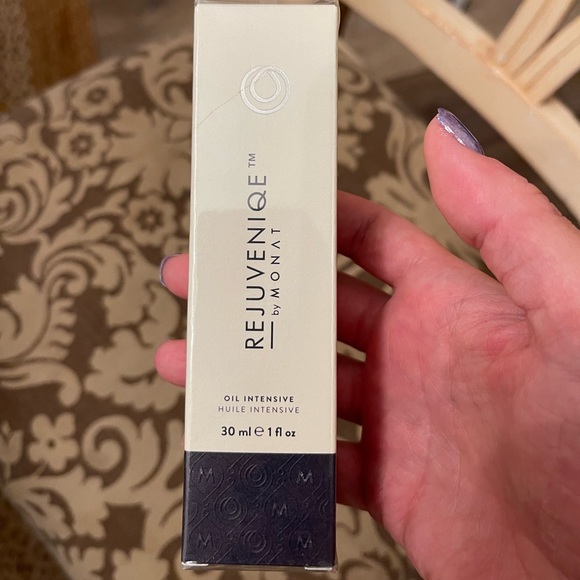 REJUVENIQE™
by MONAT
OIL INTENSIVE
HUILE INTENSIVE
30 ml ℮ 1 fl oz
M M
M
M M